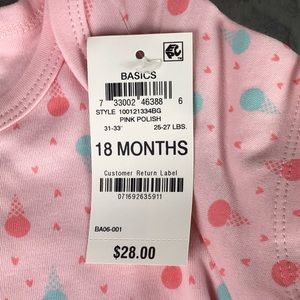 BASICS
7 33002 46388 6
STYLE 100121334BG
PINK POLISH
31-33" 25-27 LBS.
18 MONTHS
Customer Return Label
071692635911
BA06-001
$28.00